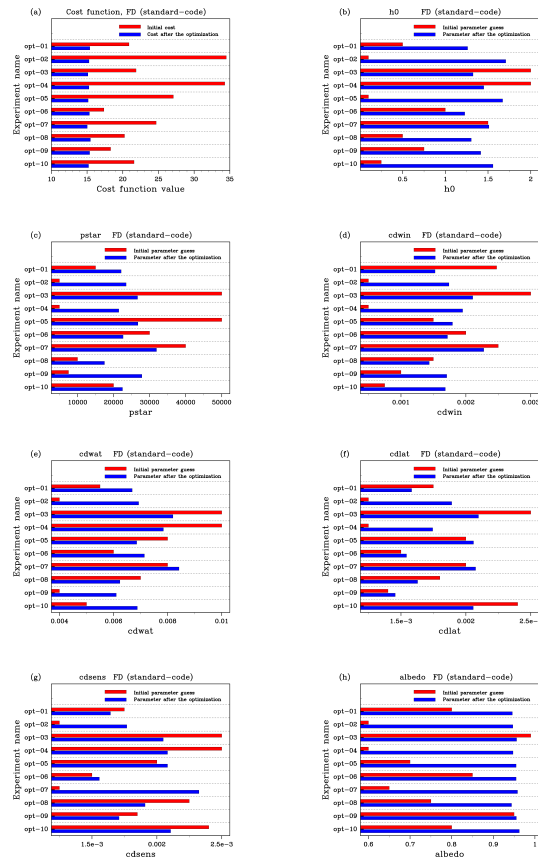 (a) Cost function, FD (standard-code)
Initial cost
Cost after the optimization
Experiment name
opt-01
opt-02
opt-03
opt-04
opt-05
opt-06
opt-07
opt-08
opt-09
opt-10
10 15 20 25 30 35
Cost function value
(b) h0 FD (standard-code)
Initial parameter guess
Parameter after the optimization
Experiment name
opt-01
opt-02
opt-03
opt-04
opt-05
opt-06
opt-07
opt-08
opt-09
opt-10
0.5 1 1.5 2
h0
(c) pstar FD (standard-code)
Initial parameter guess
Parameter after the optimization
Experiment name
opt-01
opt-02
opt-03
opt-04
opt-05
opt-06
opt-07
opt-08
opt-09
opt-10
10000 20000 30000 40000 50000
pstar
(d) cdwin FD (standard-code)
Initial parameter guess
Parameter after the optimization
Experiment name
opt-01
opt-02
opt-03
opt-04
opt-05
opt-06
opt-07
opt-08
opt-09
opt-10
0.001 0.002 0.003
cdwin
(e) cdwat FD (standard-code)
Initial parameter guess
Parameter after the optimization
Experiment name
opt-01
opt-02
opt-03
opt-04
opt-05
opt-06
opt-07
opt-08
opt-09
opt-10
0.004 0.006 0.008 0.01
cdwat
(f) cdlat FD (standard-code)
Initial parameter guess
Parameter after the optimization
Experiment name
opt-01
opt-02
opt-03
opt-04
opt-05
opt-06
opt-07
opt-08
opt-09
opt-10
1.5e-3 0.002 2.5e-3
cdlat
(g) cdsens FD (standard-code)
Initial parameter guess
Parameter after the optimization
Experiment name
opt-01
opt-02
opt-03
opt-04
opt-05
opt-06
opt-07
opt-08
opt-09
opt-10
1.5e-3 0.002 2.5e-3
cdsens
(h) albedo FD (standard-code)
Initial parameter guess
Parameter after the optimization
Experiment name
opt-01
opt-02
opt-03
opt-04
opt-05
opt-06
opt-07
opt-08
opt-09
opt-10
0.6 0.7 0.8 0.9 1
albedo